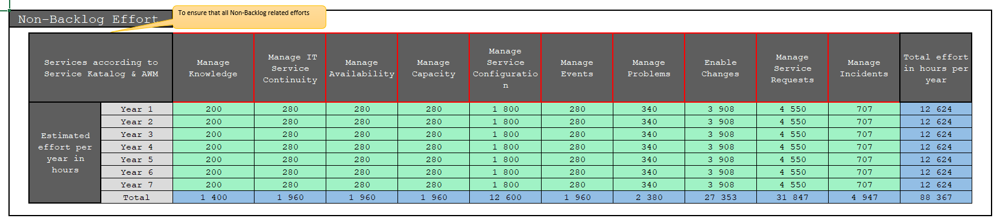 To ensure that all Non-Backlog related efforts
Non-Backlog Effort
Services according to
Service Katalog & AWM
Manage
Knowledge
Manage IT
Service
Continuity
Manage
Availability
Manage
Capacity
Manage
Service
Configuratio
n
Manage
Events
Manage
Problems
Enable
Changes
Manage
Service
Requests
Manage
Incidents
Total effort
in hours per
year
Estimated
effort per
year in
hours
Year 1 200 280 280 280 1 800 280 340 3 908 4 550 707 12 624
Year 2 200 280 280 280 1 800 280 340 3 908 4 550 707 12 624
Year 3 200 280 280 280 1 800 280 340 3 908 4 550 707 12 624
Year 4 200 280 280 280 1 800 280 340 3 908 4 550 707 12 624
Year 5 200 280 280 280 1 800 280 340 3 908 4 550 707 12 624
Year 6 200 280 280 280 1 800 280 340 3 908 4 550 707 12 624
Year 7 200 280 280 280 1 800 280 340 3 908 4 550 707 12 624
Total 1 400 1 960 1 960 1 960 12 600 1 960 2 380 27 353 31 847 4 947 88 367